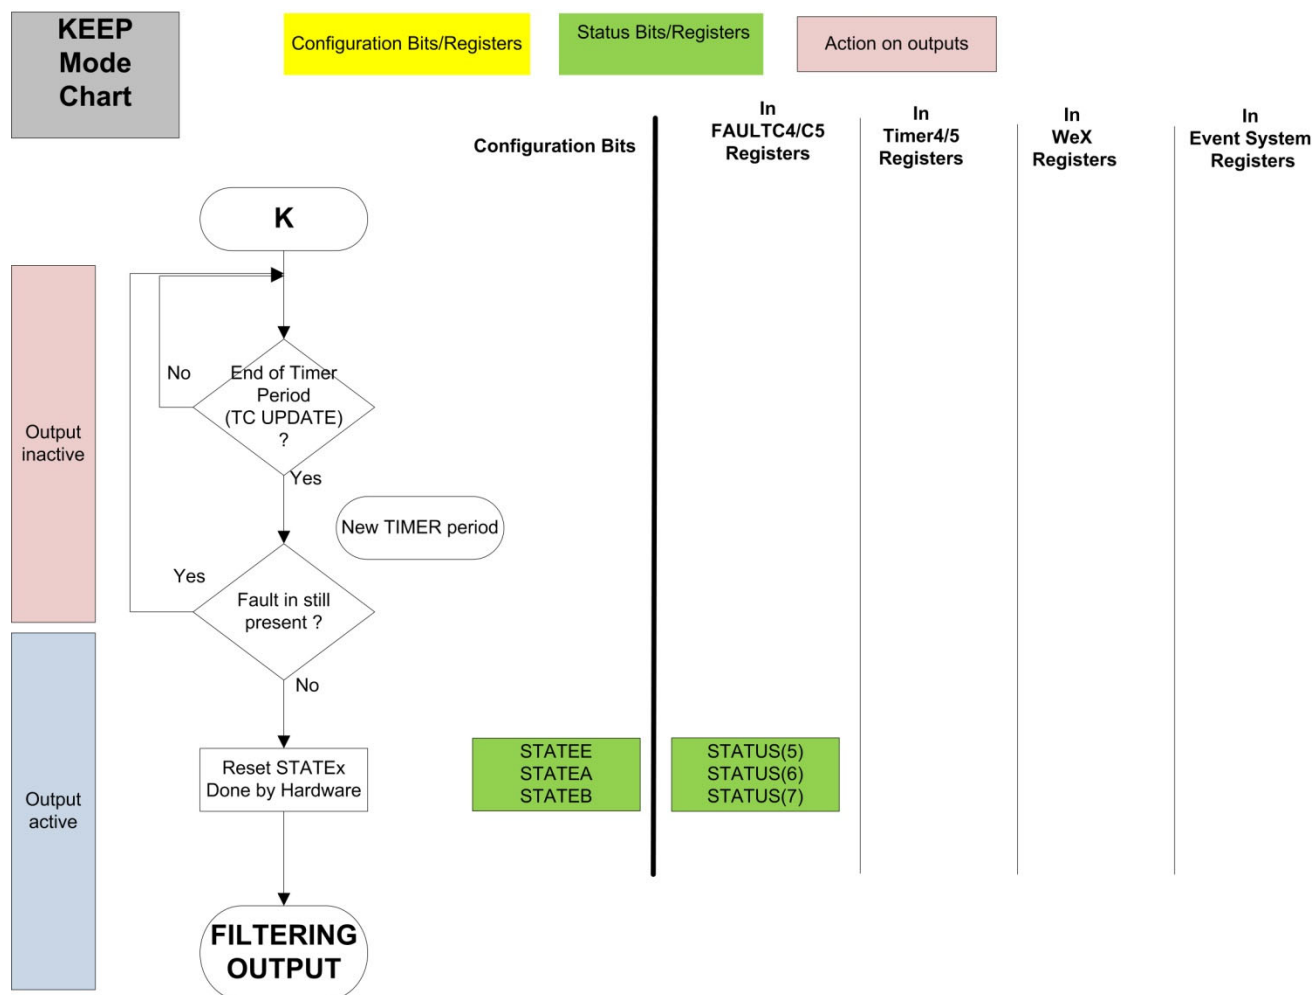 KEEP
Mode
Chart
Configuration Bits/Registers
Status Bits/Registers
Action on outputs
Configuration Bits
In
FAULTC4/C5
Registers
In
Timer4/5
Registers
In
WeX
Registers
In
Event System
Registers
K
Output
inactive
No
End of Timer
Period
(TC UPDATE)
?
Yes
New TIMER period
Yes
Fault in still
present ?
No
Output
active
Reset STATEx
Done by Hardware
STATEE
STATEA
STATEB
STATUS(5)
STATUS(6)
STATUS(7)
FILTERING
OUTPUT